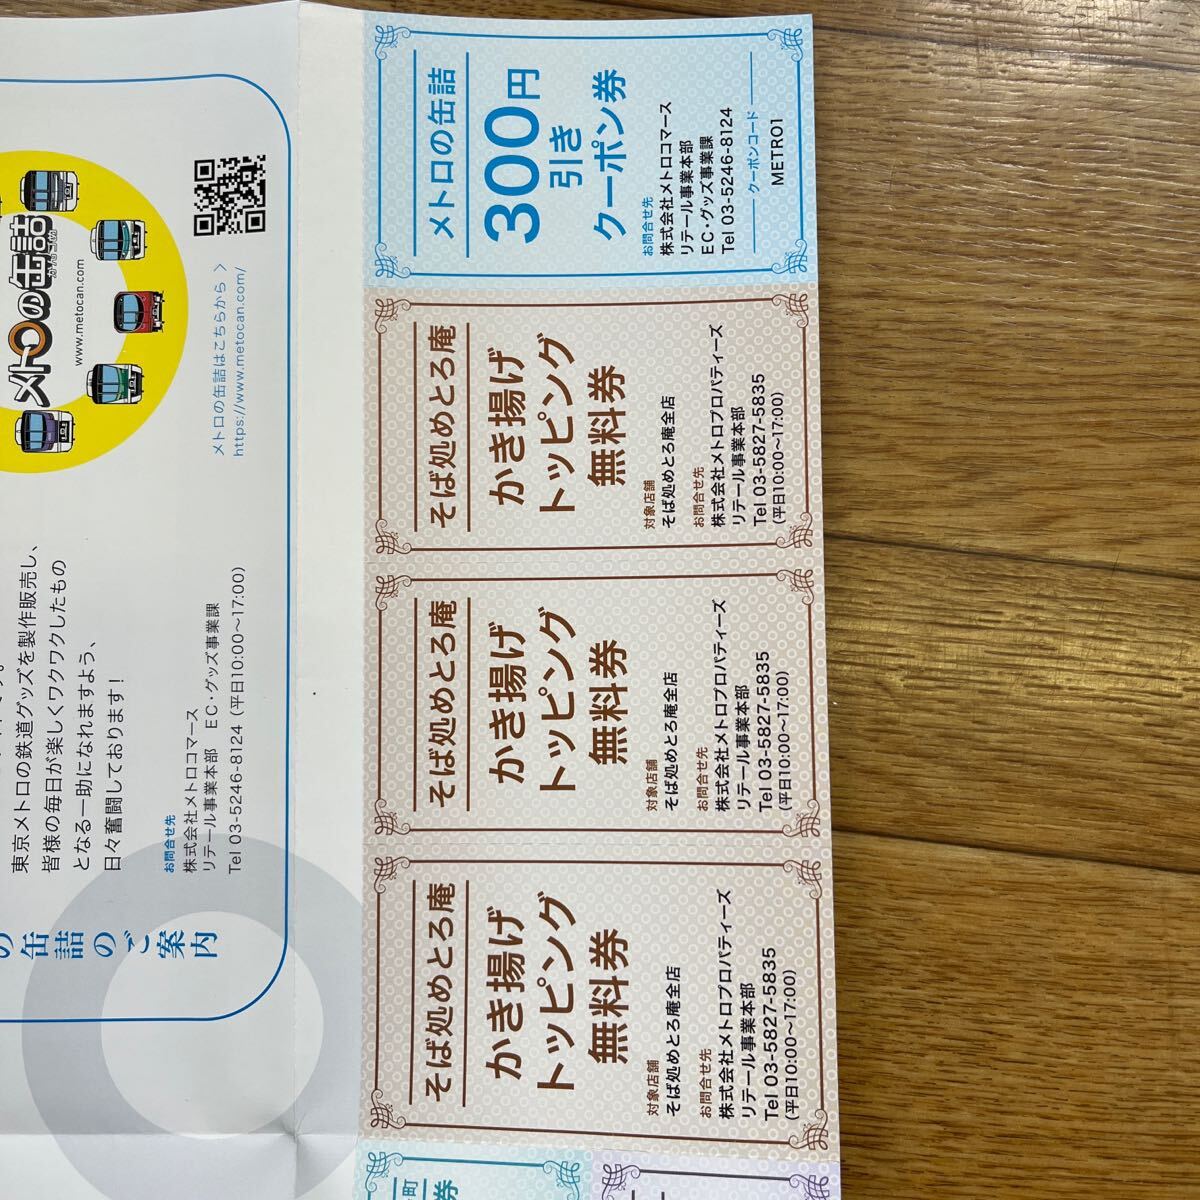 メトロの缶詰
300円
引き
クーポン券
お問合せ先
株式会社メトロコマース
リテール事業本部
EC・グッズ事業課
Tel 03-5246-8124
クーポンコード
METRO1
そば処めとろ庵
かき揚げ
トッピング
無料券
対象店舗
そば処めとろ庵全店
お問合せ先
株式会社メトロプロパティーズ
リテール事業本部
Tel 03-5827-5835
(平日10:00〜17:00)
そば処めとろ庵
かき揚げ
トッピング
無料券
対象店舗
そば処めとろ庵全店
お問合せ先
株式会社メトロプロパティーズ
リテール事業本部
Tel 03-5827-5835
(平日10:00〜17:00)
そば処めとろ庵
かき揚げ
トッピング
無料券
対象店舗
そば処めとろ庵全店
お問合せ先
株式会社メトロプロパティーズ
リテール事業本部
Tel 03-5827-5835
(平日10:00〜17:00)
町
券
メトロの缶詰
かんづめ
www.metocan.com
メトロの缶詰はこちらから >
https://www.metocan.com/
の缶詰のご案内
東京メトロの鉄道グッズを製作販売し、
皆様の毎日が楽しくワクワクしたもの
となる一助になれますよう、
日々奮闘しております!
お問合せ先
株式会社メトロコマース
リテール事業本部 EC・グッズ事業課
Tel 03-5246-8124 (平日10:00〜17:00)